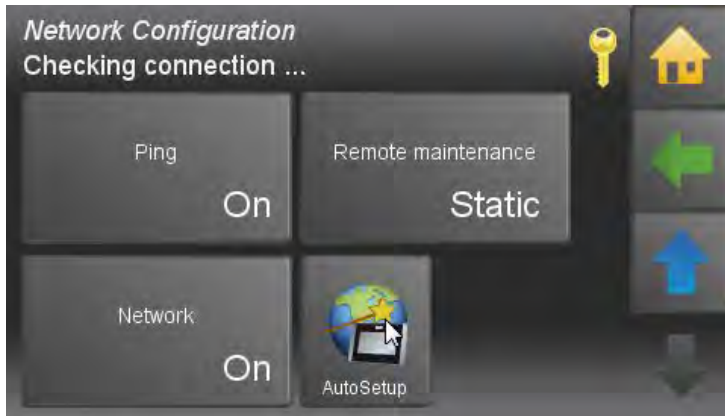 Network Configuration
Checking connection ...
Ping
On
Remote maintenance
Static
Network
On
AutoSetup